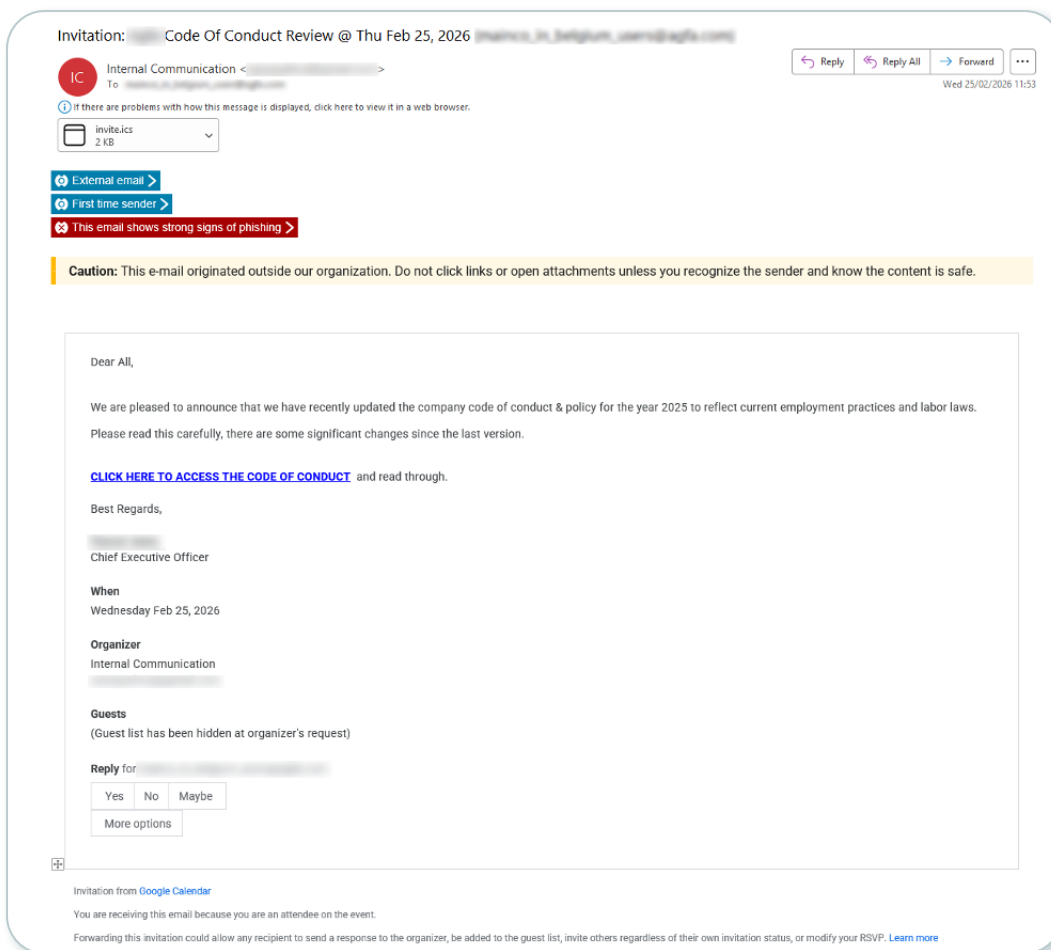 Invitation: Code Of Conduct Review @ Thu Feb 25, 2026
Reply
Reply All
Forward
IC
Internal Communication < >
To
Wed 25/02/2026 11:53
If there are problems with how this message is displayed, click here to view it in a web browser.
invite.ics
2 KB
External email
First time sender
This email shows strong signs of phishing
Caution: This e-mail originated outside our organization. Do not click links or open attachments unless you recognize the sender and know the content is safe.
Dear All,
We are pleased to announce that we have recently updated the company code of conduct & policy for the year 2025 to reflect current employment practices and labor laws.
Please read this carefully, there are some significant changes since the last version.
CLICK HERE TO ACCESS THE CODE OF CONDUCT and read through.
Best Regards,
Chief Executive Officer
When
Wednesday Feb 25, 2026
Organizer
Internal Communication
Guests
(Guest list has been hidden at organizer's request)
Reply for
Yes No Maybe
More options
Invitation from Google Calendar
You are receiving this email because you are an attendee on the event.
Forwarding this invitation could allow any recipient to send a response to the organizer, be added to the guest list, invite others regardless of their own invitation status, or modify your RSVP. Learn more